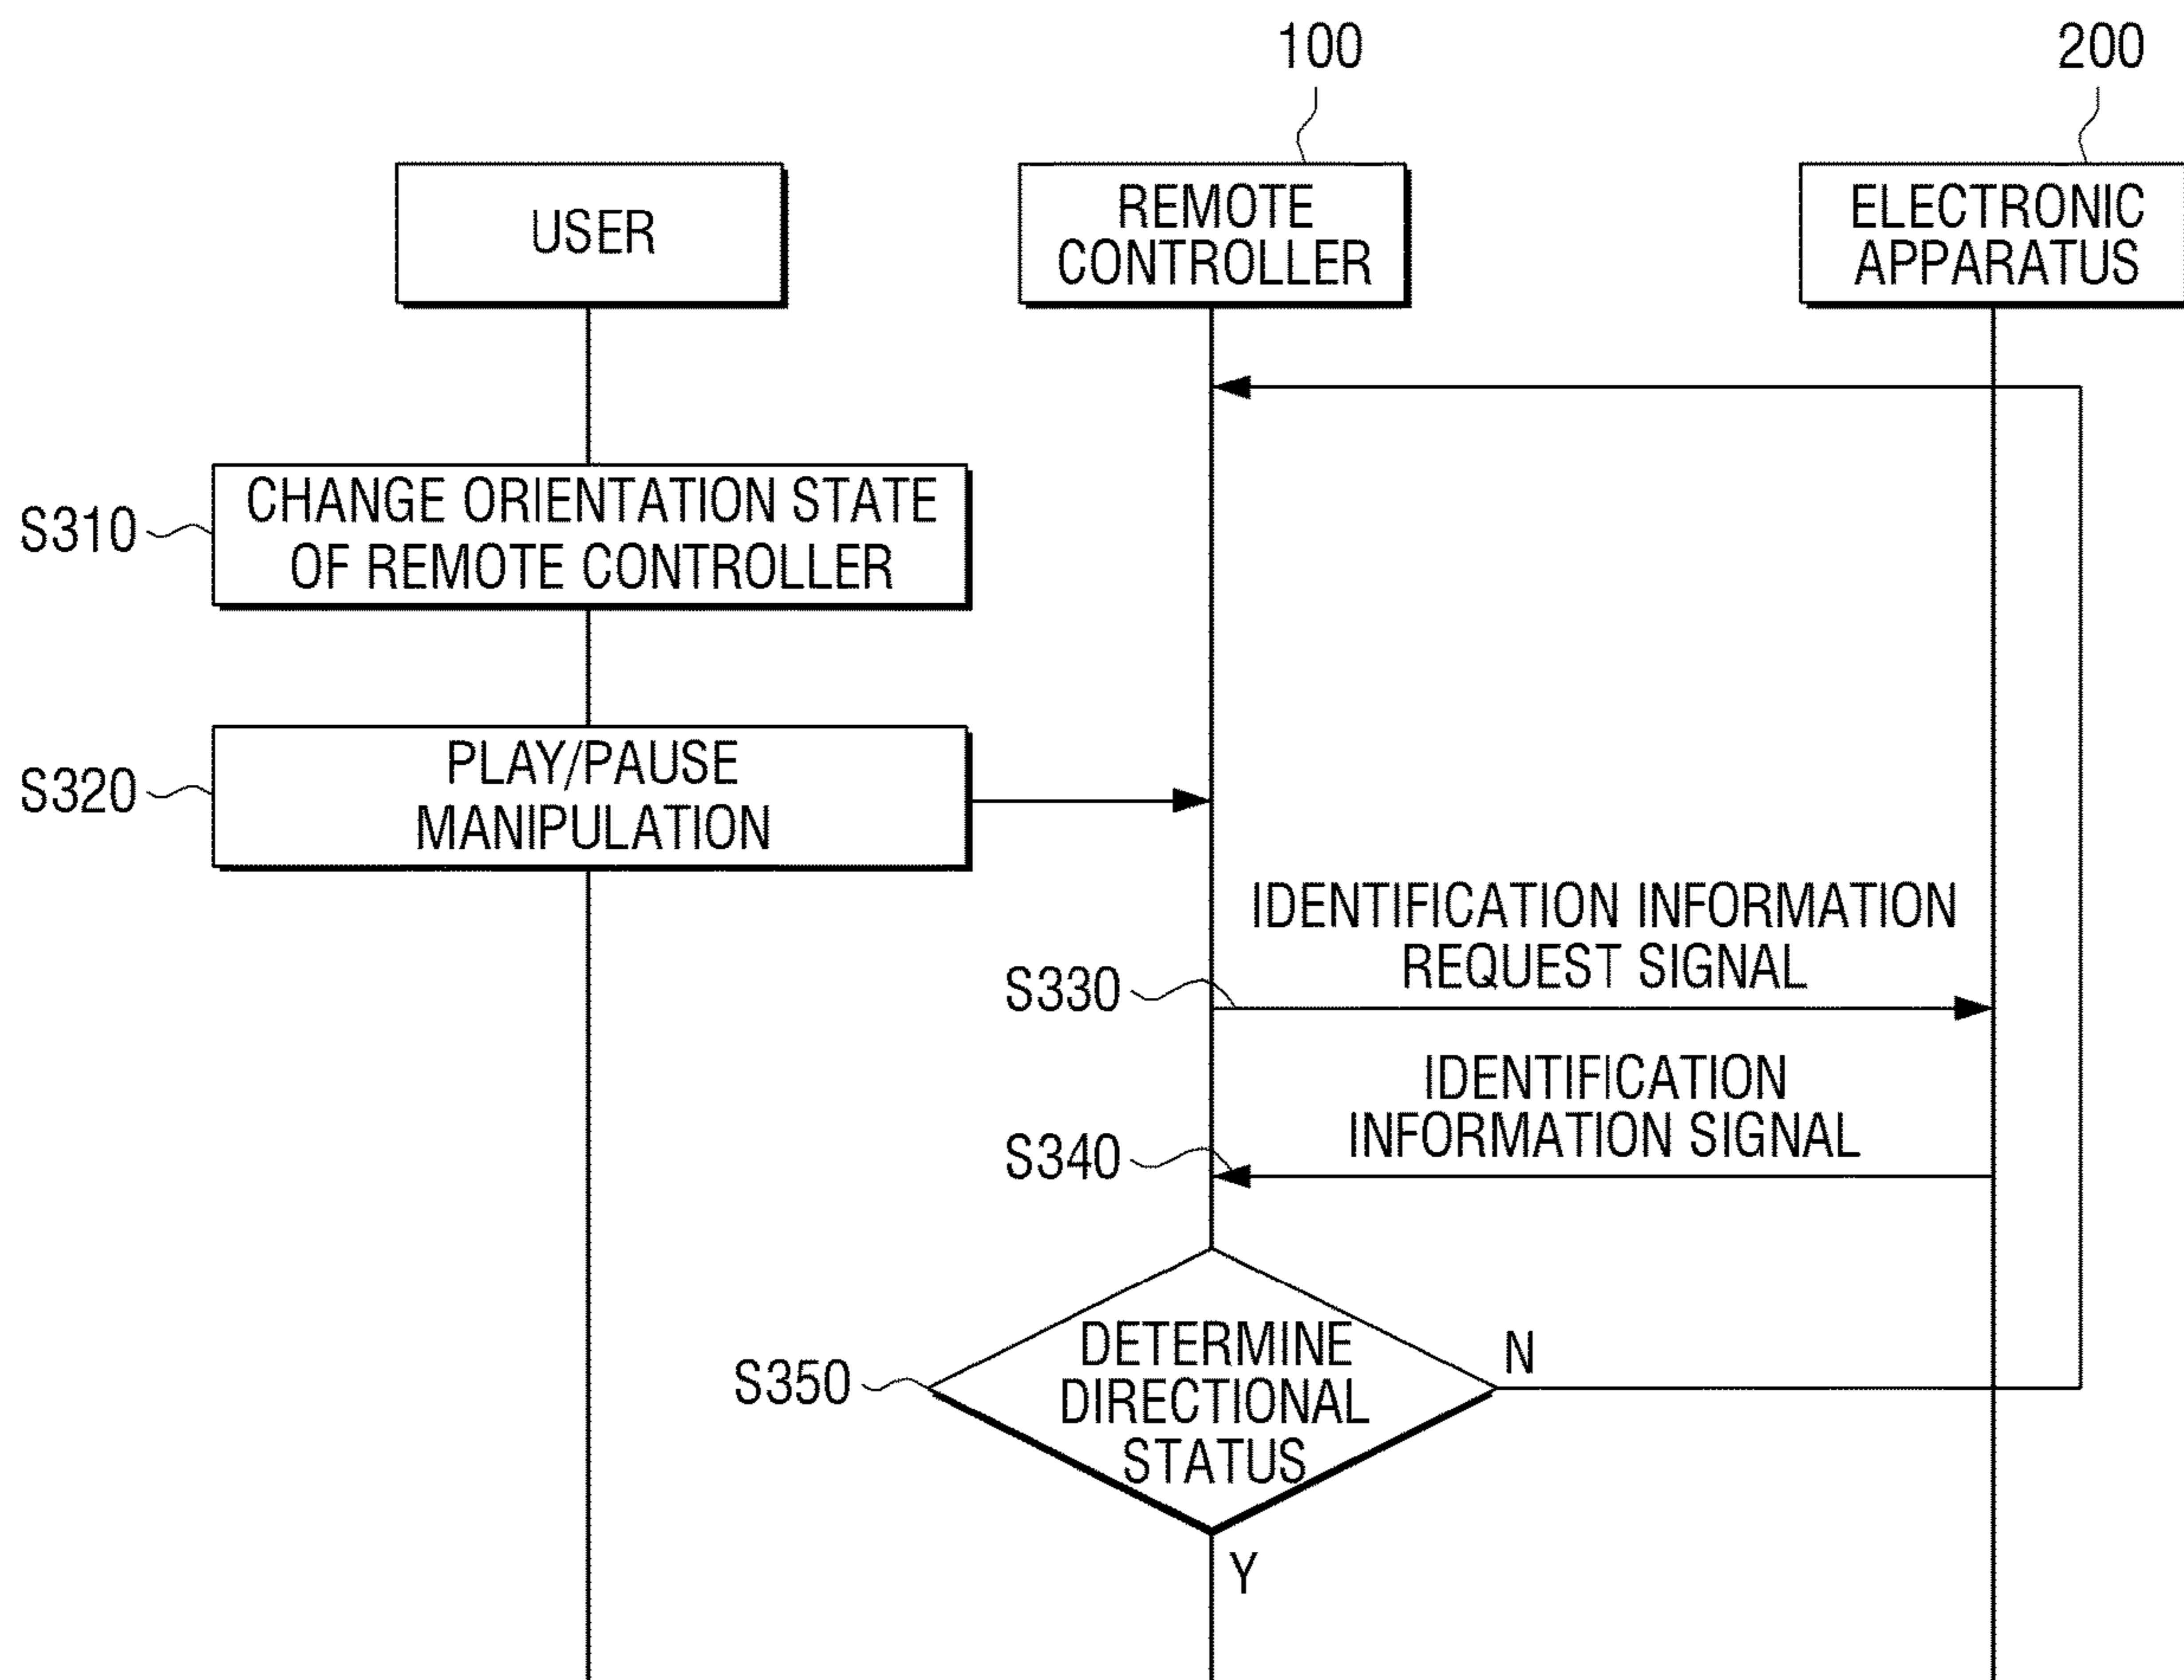 100
200
USER
REMOTE
CONTROLLER
ELECTRONIC
APPARATUS
S310
CHANGE ORIENTATION STATE
OF REMOTE CONTROLLER
S320
PLAY/PAUSE
MANIPULATION
IDENTIFICATION INFORMATION
REQUEST SIGNAL
S330
IDENTIFICATION
INFORMATION SIGNAL
S340
S350
DETERMINE
DIRECTIONAL
STATUS
N
Y